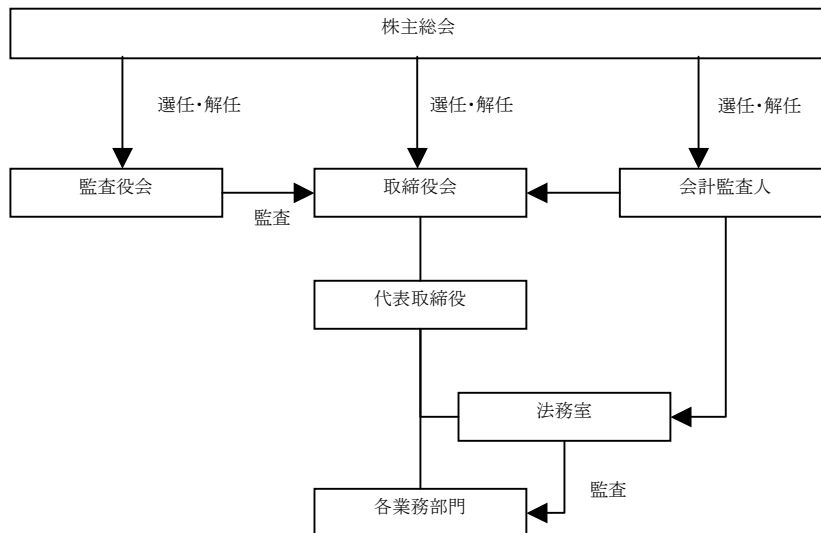 株主総会
選任・解任
選任・解任
選任・解任
監査役会
取締役会
会計監査人
監査
代表取締役
法務室
監査
各業務部門